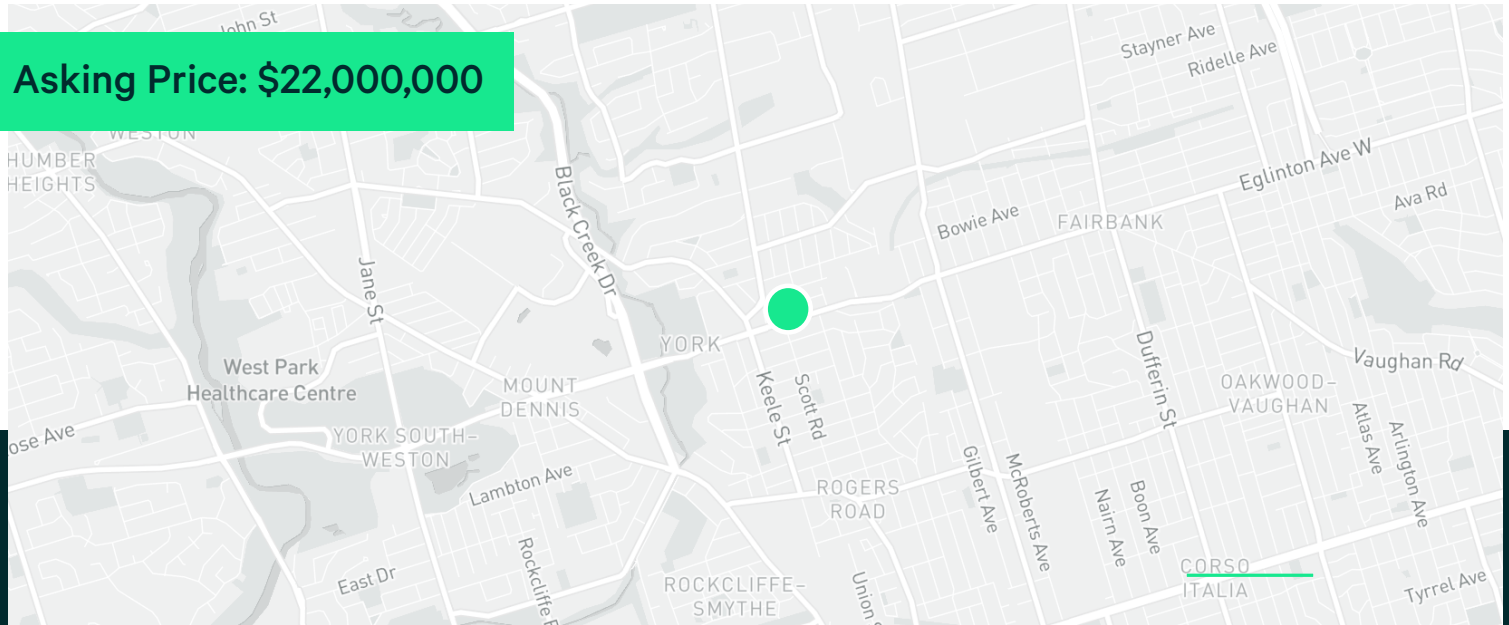 John St
Asking Price: $22,000,000
WESTON
HUMBER
HEIGHTS
Stayner Ave
Ridelle Ave
Eglinton Ave W
Ava Rd
Black Creek Dr
Bowie Ave
FAIRBANK
Jane St
YORK
West Park
Healthcare Centre
MOUNT
DENNIS
Keele St
Scott Rd
Dufferin St
Vaughan Rd
OAKWOOD–
VAUGHAN
Atlas Ave
Arlington Ave
ose Ave
YORK SOUTH–
WESTON
Lambton Ave
Gilbert Ave
McRoberts Ave
Nairn Ave
Boon Ave
ROGERS
ROAD
East Dr
Rockcliffe
ROCKCLIFFE–
SMYTHE
Union
CORSO
ITALIA
Tyrrel Ave